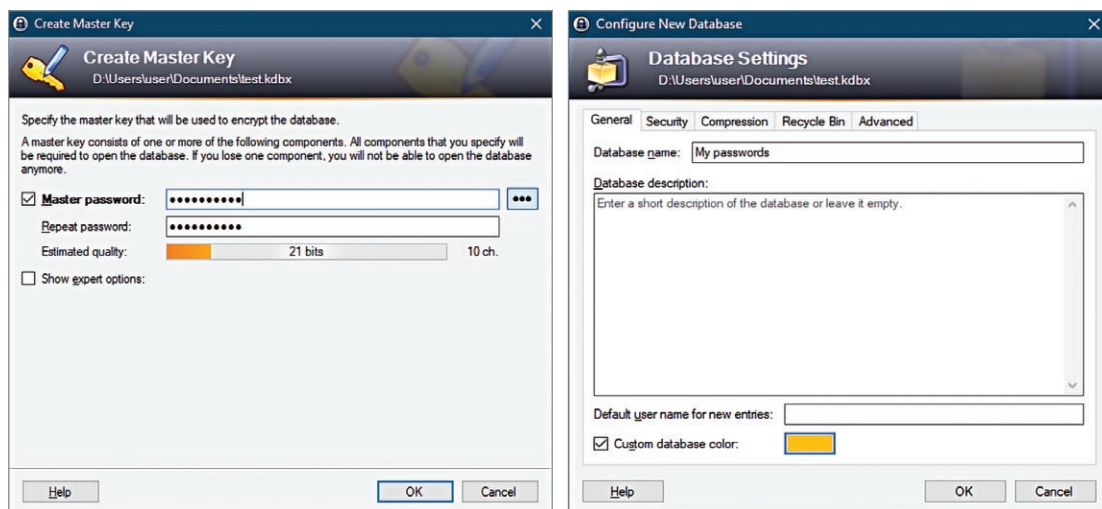 Create Master Key
Create Master Key
D:\Users\user\Documents\test.kdbx
Specify the master key that will be used to encrypt the database.
A master key consists of one or more of the following components. All components that you specify will
be required to open the database. If you lose one component, you will not be able to open the database
anymore.
Master password: ●●●●●●●●●● ●●●
Repeat password: ●●●●●●●●●●
Estimated quality: 21 bits 10 ch.
Show expert options:
Help OK Cancel
Configure New Database
Database Settings
D:\Users\user\Documents\test.kdbx
General Security Compression Recycle Bin Advanced
Database name: My passwords
Database description:
Enter a short description of the database or leave it empty.
Default user name for new entries:
Custom database color:
Help OK Cancel